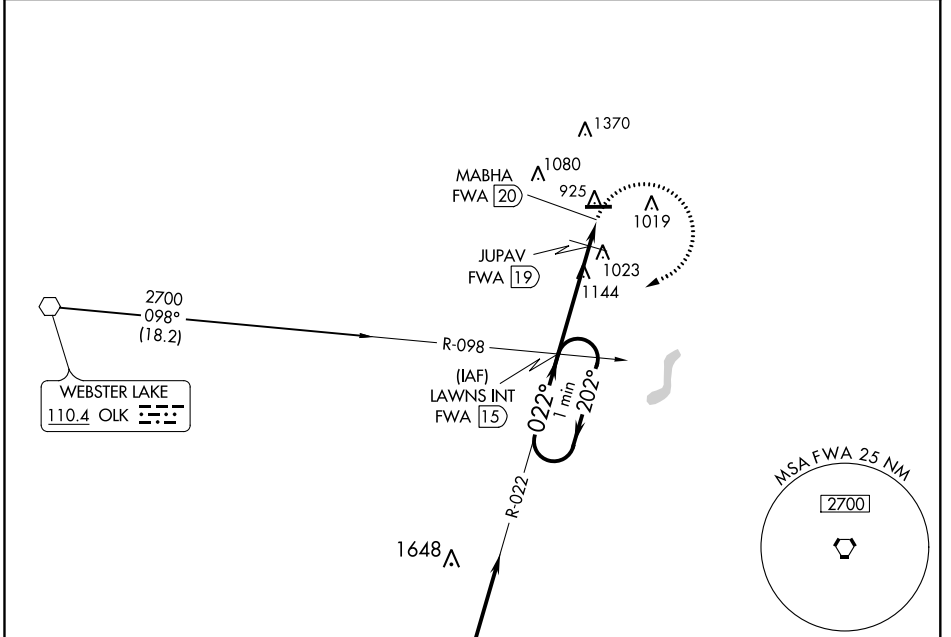 1370
1080
MABHA
FWA 20
925
1019
JUPAV
FWA 19
1023
1144
2700
098°
(18.2)
R-098
(IAF)
LAWNS INT
FWA 15
WEBSTER LAKE
110.4 OLK
022°
1 min
202°
R-022
1648
MSA FWA 25 NM
2700